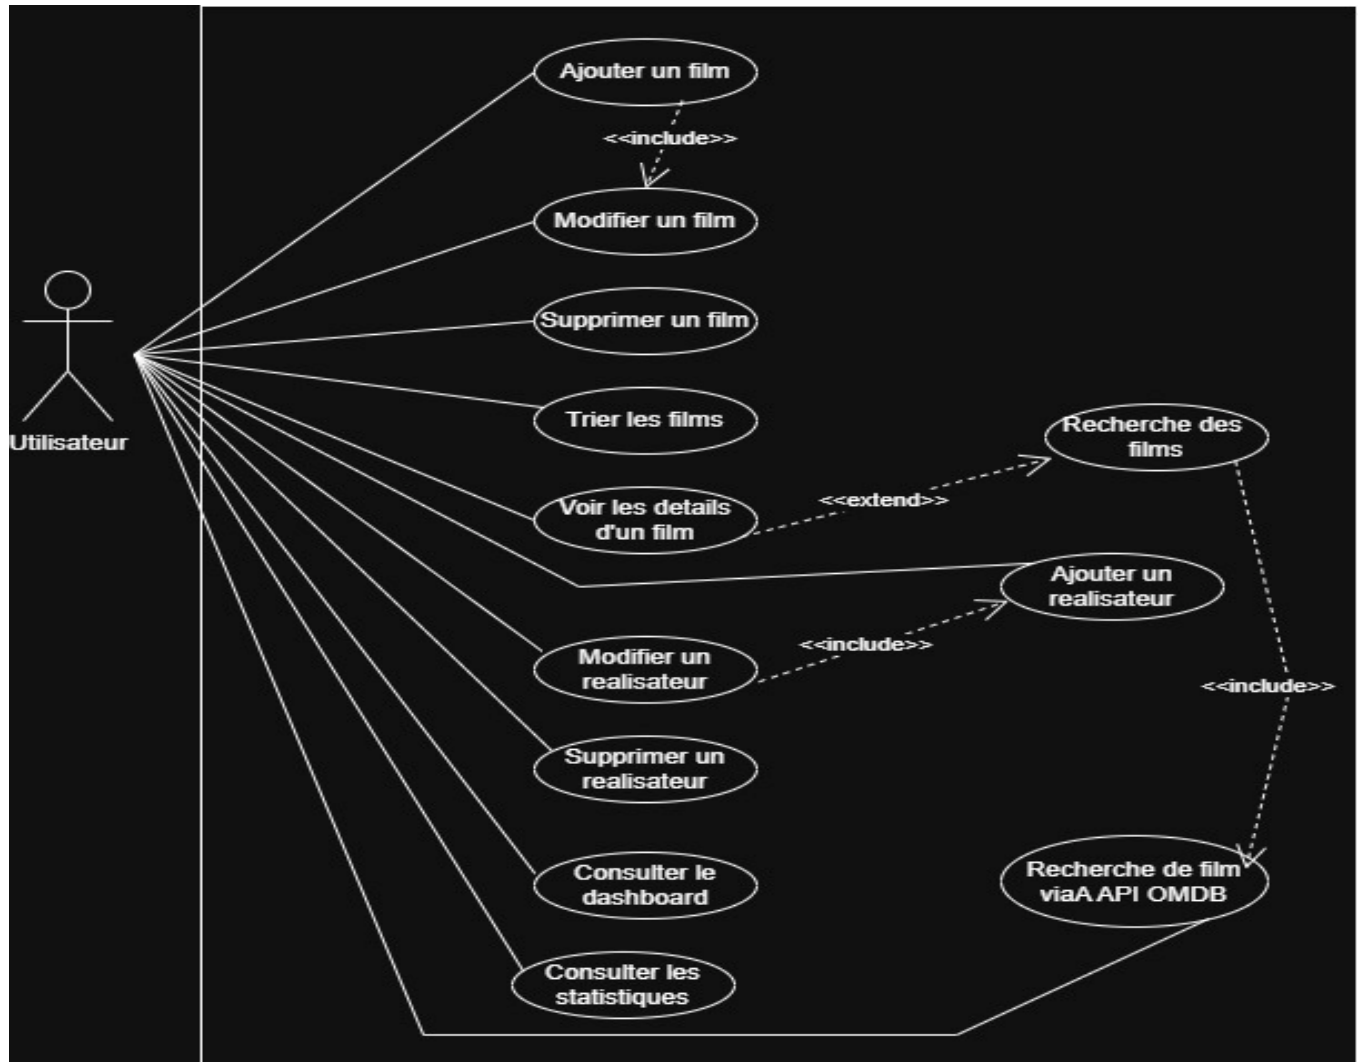 Ajouter un film
<<include>>
Modifier un film
Supprimer un film
Utilisateur
Trier les films
Recherche des
films
Voir les details
d'un film
<<extend>>
Ajouter un
realisateur
<<include>>
Modifier un
realisateur
<<include>>
Supprimer un
realisateur
Consulter le
dashboard
Recherche de film
viaA API OMDB
Consulter les
statistiques